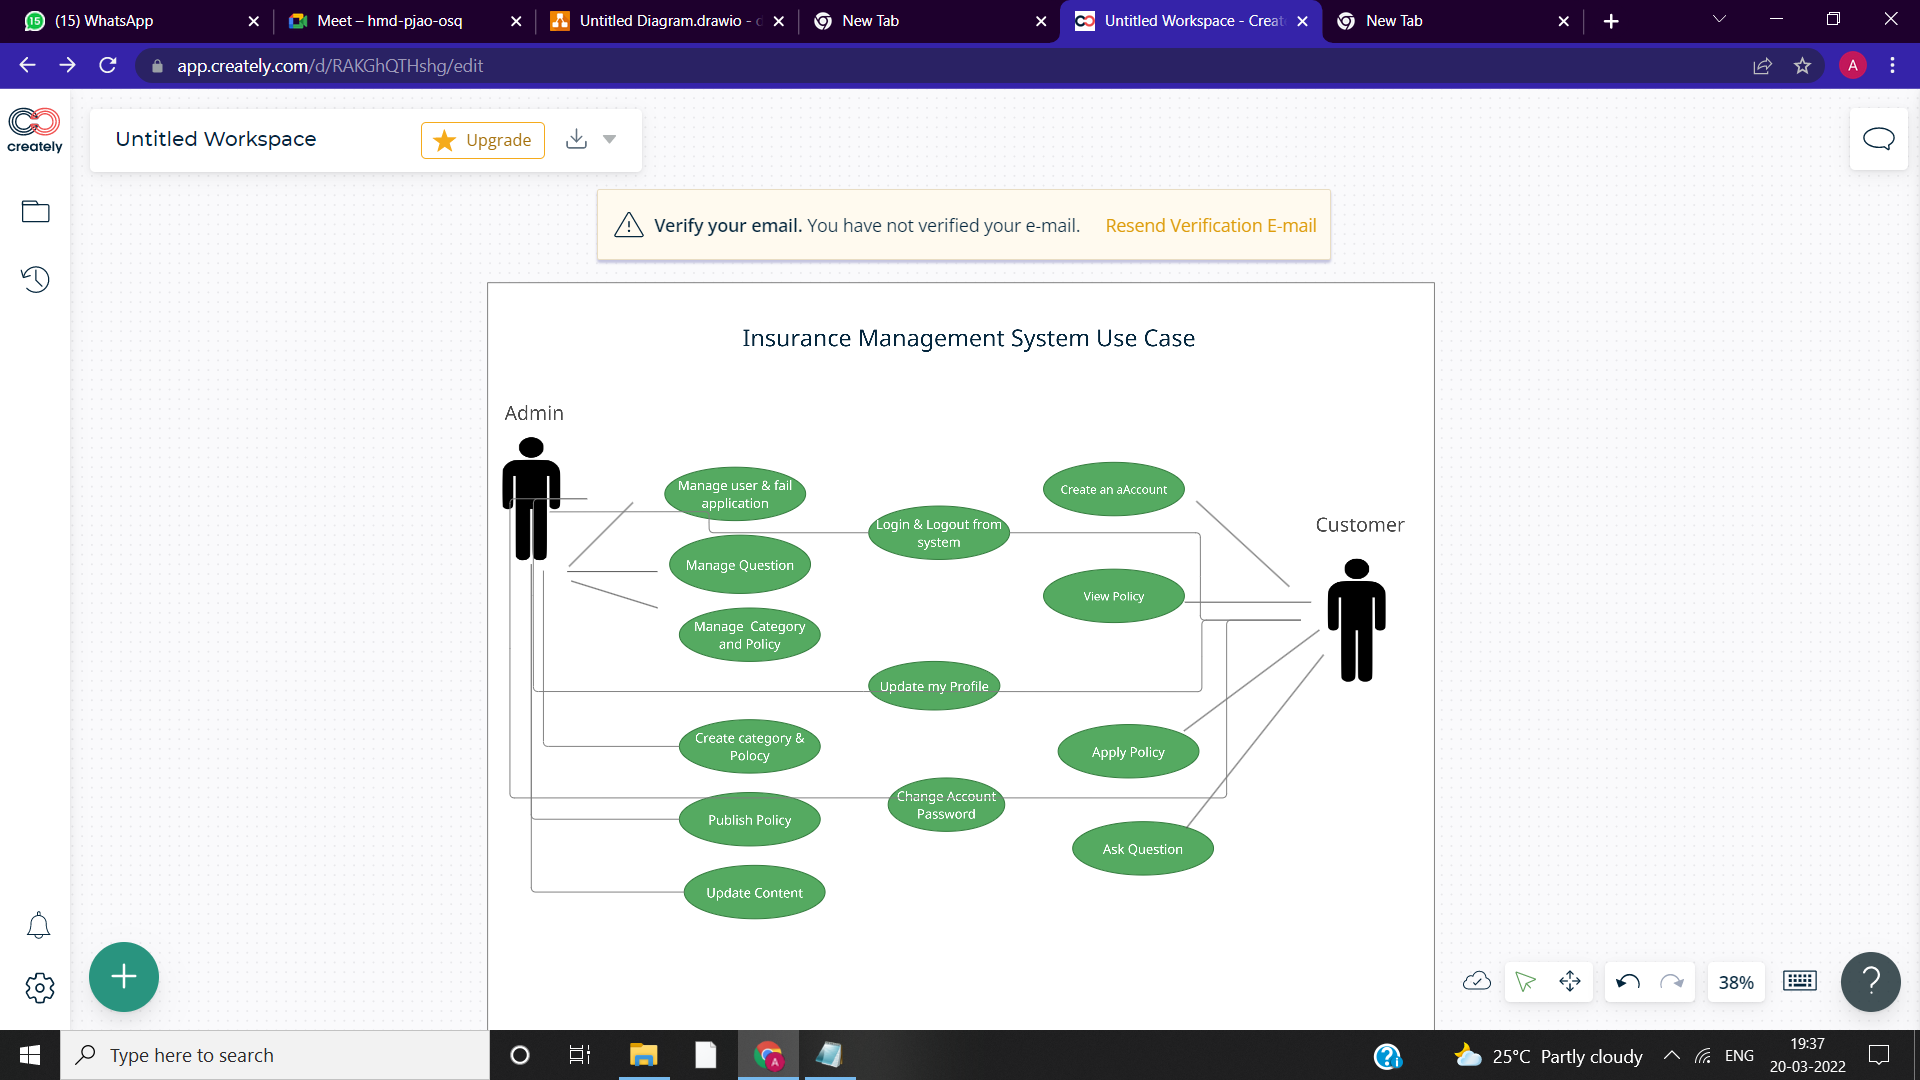 (15) WhatsApp
Meet – hmd-pjao-osq
Untitled Diagram.drawio -
New Tab
Untitled Workspace - Creat
New Tab
app.creately.com/d/RAKGhQTHshg/edit
A
creately
Untitled Workspace
Upgrade
Verify your email. You have not verified your e-mail. Resend Verification E-mail
Insurance Management System Use Case
Admin
Manage user & fail
application
Create an aAccount
Login & Logout from
system
Customer
Manage Question
View Policy
Manage Category
and Policy
Update my Profile
Create category &
Polocy
Apply Policy
Change Account
Password
Publish Policy
Ask Question
Update Content
38%
?
Type here to search
A
25°C Partly cloudy
ENG
19:37
20-03-2022